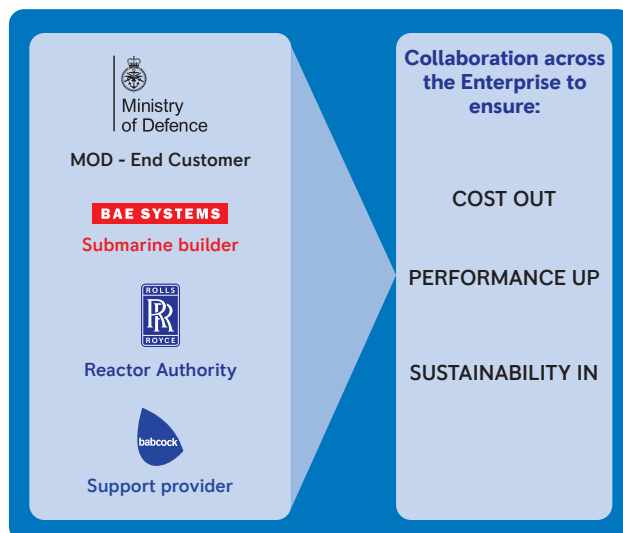 Ministry
of Defence
MOD - End Customer
BAE SYSTEMS
Submarine builder
ROLLS
RR
ROYCE
Reactor Authority
babcock
Support provider
Collaboration across
the Enterprise to
ensure:
COST OUT
PERFORMANCE UP
SUSTAINABILITY IN